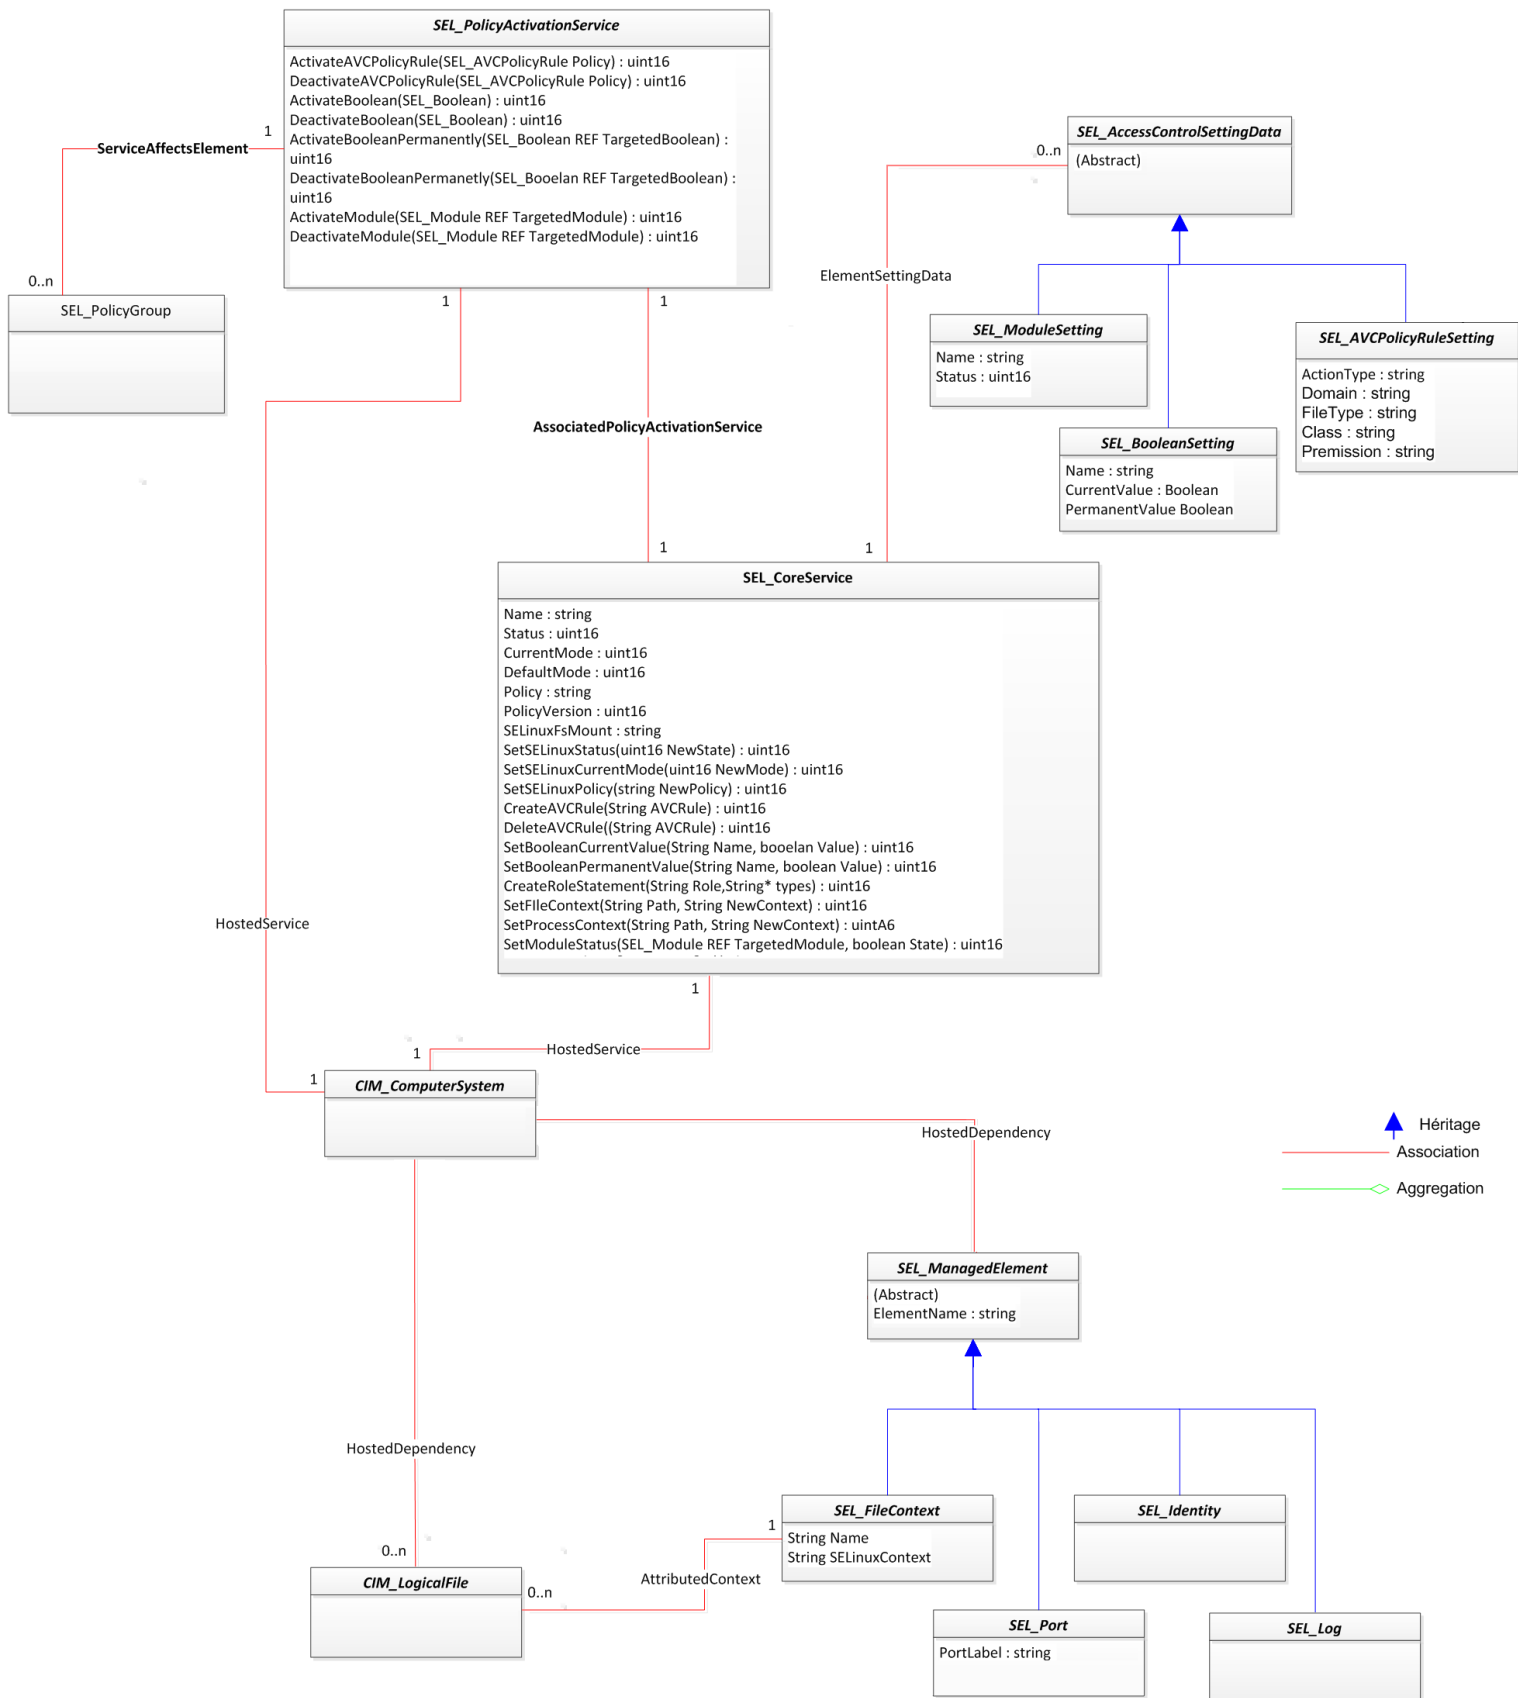 SEL_PolicyActivationService
ActivateAVCPolicyRule(SEL_AVCPolicyRule Policy) : uint16
DeactivateAVCPolicyRule(SEL_AVCPolicyRule Policy) : uint16
ActivateBoolean(SEL_Boolean) : uint16
DeactivateBoolean(SEL_Boolean) : uint16
ActivateBooleanPermanently(SEL_Boolean REF TargetedBoolean) :
uint16
DeactivateBooleanPermanetly(SEL_Booelan REF TargetedBoolean) :
uint16
ActivateModule(SEL_Module REF TargetedModule) : uint16
DeactivateModule(SEL_Module REF TargetedModule) : uint16
1
ServiceAffectsElement
0..n
SEL_PolicyGroup
1
1
SEL_AccessControlSettingData
(Abstract)
0..n
ElementSettingData
SEL_ModuleSetting
Name : string
Status : uint16
SEL_AVCPolicyRuleSetting
ActionType : string
Domain : string
FileType : string
Class : string
Premission : string
SEL_BooleanSetting
Name : string
CurrentValue : Boolean
PermanentValue Boolean
AssociatedPolicyActivationService
1
1
SEL_CoreService
Name : string
Status : uint16
CurrentMode : uint16
DefaultMode : uint16
Policy : string
PolicyVersion : uint16
SELinuxFsMount : string
SetSELinuxStatus(uint16 NewState) : uint16
SetSELinuxCurrentMode(uint16 NewMode) : uint16
SetSELinuxPolicy(string NewPolicy) : uint16
CreateAVCRule(String AVCRule) : uint16
DeleteAVCRule((String AVCRule) : uint16
SetBooleanCurrentValue(String Name, booelan Value) : uint16
SetBooleanPermanentValue(String Name, boolean Value) : uint16
CreateRoleStatement(String Role,String* types) : uint16
SetFIleContext(String Path, String NewContext) : uint16
SetProcessContext(String Path, String NewContext) : uintA6
SetModuleStatus(SEL_Module REF TargetedModule, boolean State) : uint16
HostedService
1
HostedService
1
1
CIM_ComputerSystem
HostedDependency
Héritage
Association
Aggregation
SEL_ManagedElement
(Abstract)
ElementName : string
HostedDependency
0..n
CIM_LogicalFile
0..n
AttributedContext
1
SEL_FileContext
String Name
String SELinuxContext
SEL_Identity
SEL_Port
PortLabel : string
SEL_Log